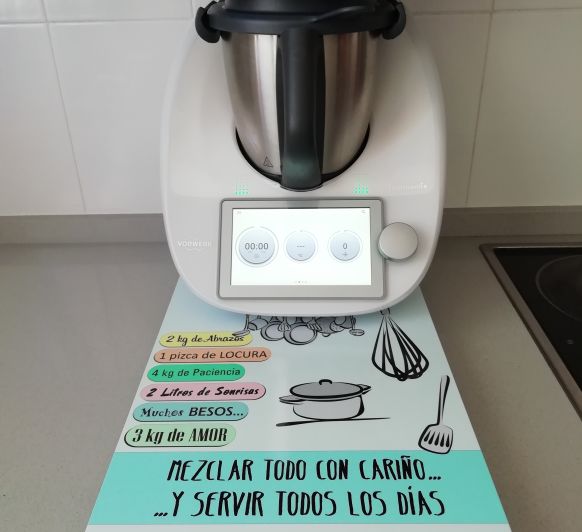 VORWERK
00:00
---
0
2 kg de Abrazos
1 pizca de LOCURA
4 kg de Paciencia
2 Litros de Sonrisas
Muchos BESOS...
3 kg de AMOR
MEZCLAR TODO CON CARIÑO...
...Y SERVIR TODOS LOS DÍAS